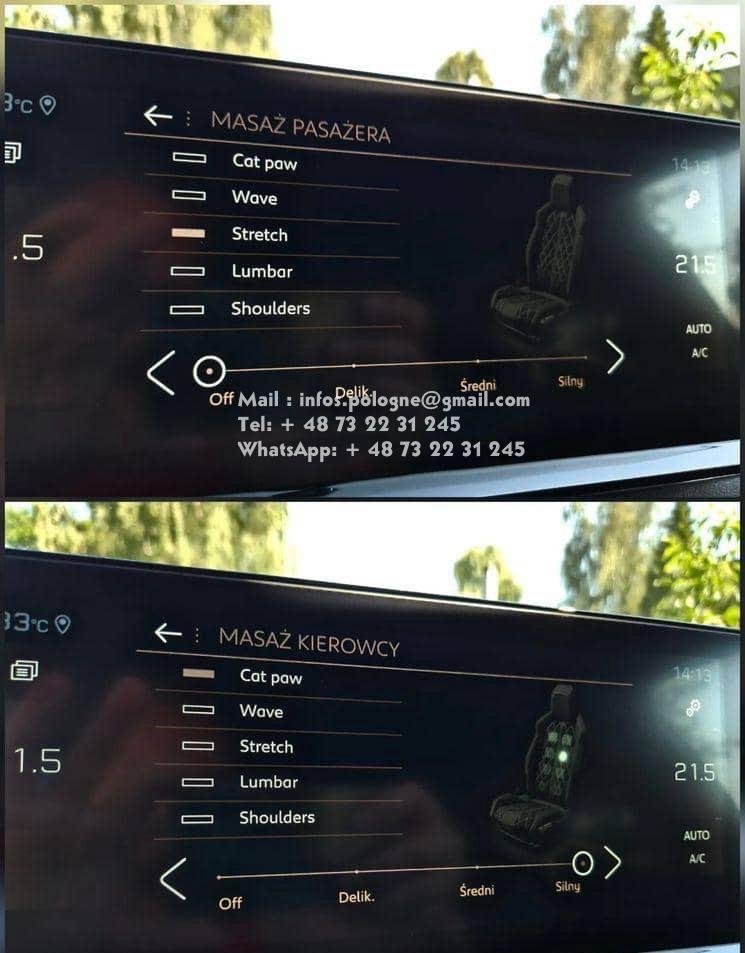 3°C
MASAŻ PASAŻERA
Cat paw
Wave
Stretch
Lumbar
Shoulders
14:13
.5
21.5
AUTO
A/C
Off
Delik.
Średni
Silny
Mail : infos.pologne@gmail.com
Tel: + 48 73 22 31 245
WhatsApp: + 48 73 22 31 245
33°C
MASAŻ KIEROWCY
Cat paw
Wave
Stretch
Lumbar
Shoulders
14:13
1.5
21.5
AUTO
A/C
Off
Delik.
Średni
Silny